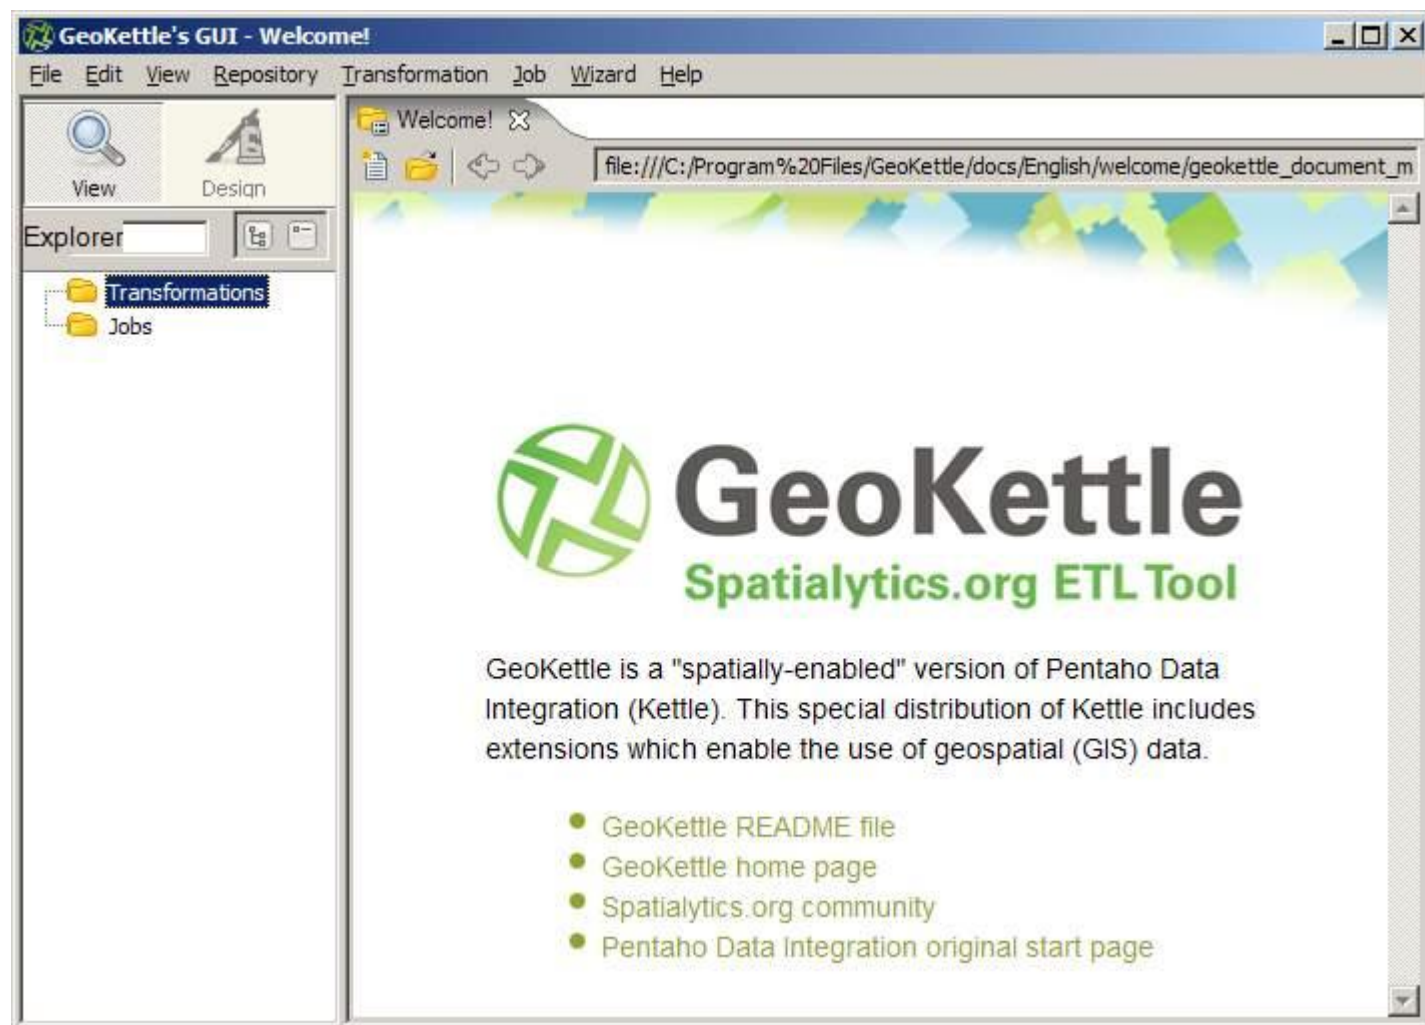 GeoKettle's GUI - Welcome!
File Edit View Repository Transformation Job Wizard Help
View Design
Explorer
Transformations
Jobs
Welcome!
file:///C:/Program%20Files/GeoKettle/docs/English/welcome/geokettle_document_m
GeoKettle
Spatialytics.org ETL Tool
GeoKettle is a "spatially-enabled" version of Pentaho Data
Integration (Kettle). This special distribution of Kettle includes
extensions which enable the use of geospatial (GIS) data.
GeoKettle README file
GeoKettle home page
Spatialytics.org community
Pentaho Data Integration original start page